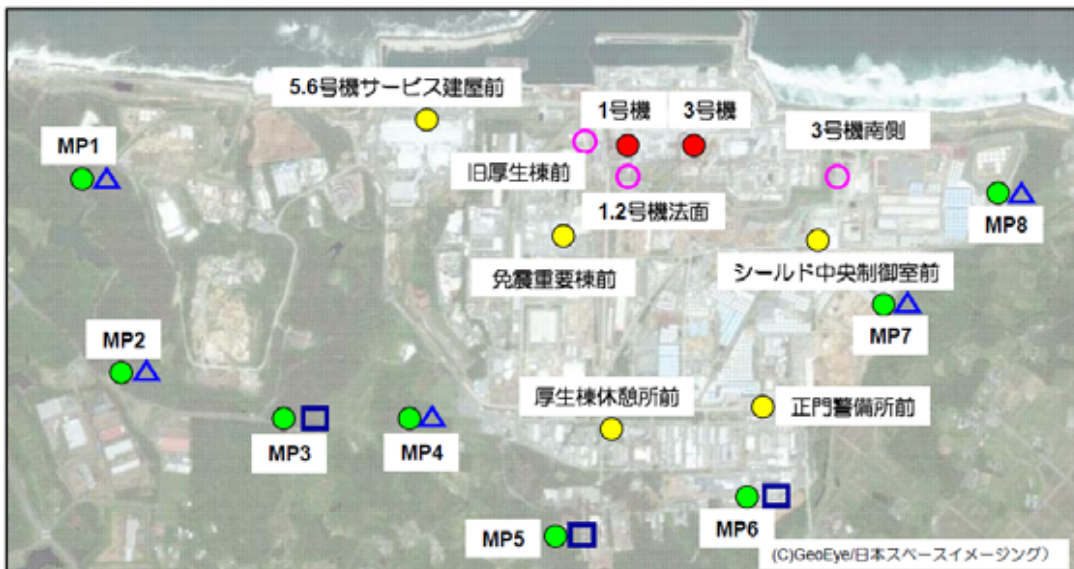 5.6号機サービス建屋前
1号機
3号機
3号機南側
MP1
旧厚生棟前
1.2号機法面
MP8
免震重要棟前
シールド中央制御室前
MP7
MP2
厚生棟休憩所前
正門警備所前
MP3
MP4
MP5
MP6
(C)GeoEye/日本スペースイメージング）